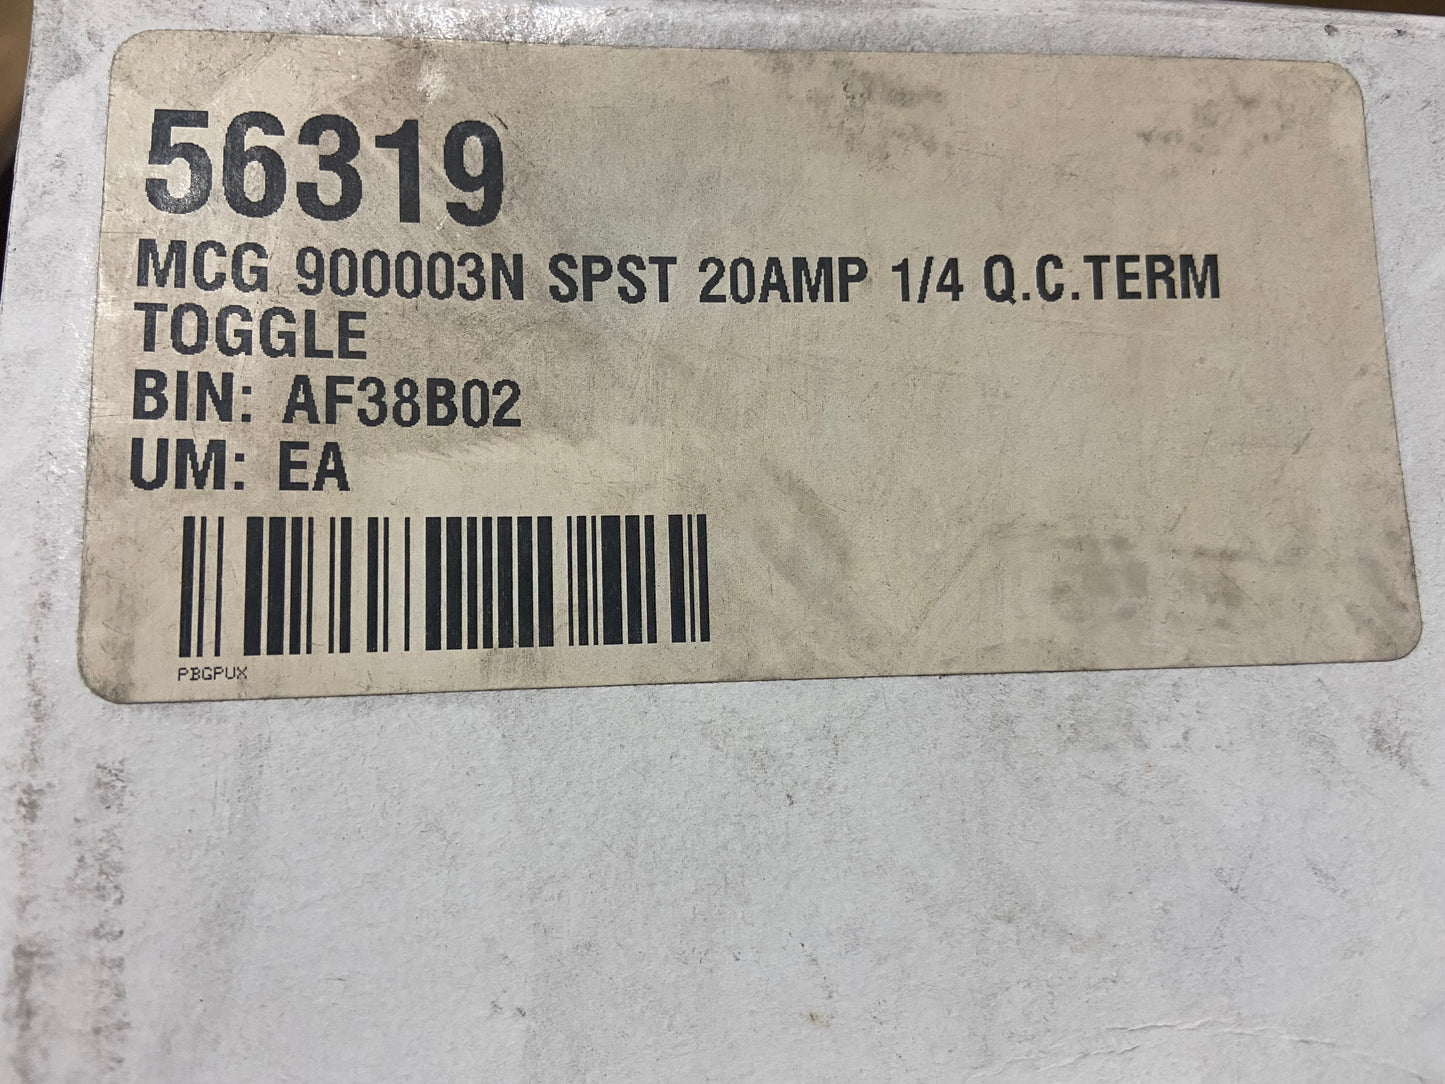 56319
MCG 900003N SPST 20AMP 1/4 Q.C.TERM
TOGGLE
BIN: AF38B02
UM: EA
PBGPUX